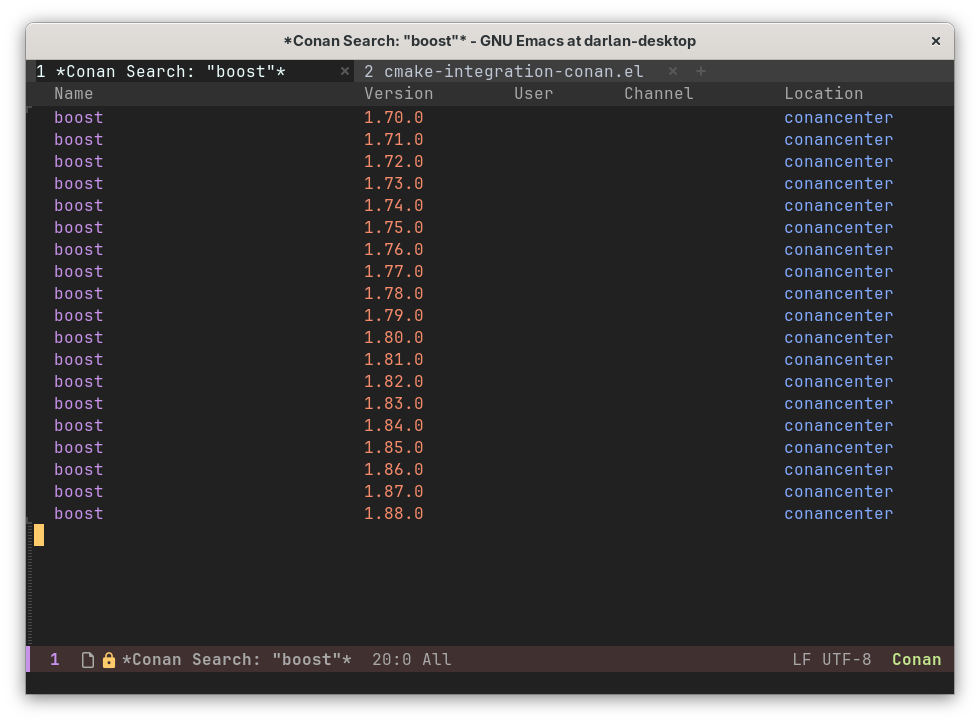 *Conan Search: "boost"* - GNU Emacs at darlan-desktop ×
1 *Conan Search: "boost"* × 2 cmake-integration-conan.el × +
Name Version User Channel Location
boost 1.70.0 conancenter
boost 1.71.0 conancenter
boost 1.72.0 conancenter
boost 1.73.0 conancenter
boost 1.74.0 conancenter
boost 1.75.0 conancenter
boost 1.76.0 conancenter
boost 1.77.0 conancenter
boost 1.78.0 conancenter
boost 1.79.0 conancenter
boost 1.80.0 conancenter
boost 1.81.0 conancenter
boost 1.82.0 conancenter
boost 1.83.0 conancenter
boost 1.84.0 conancenter
boost 1.85.0 conancenter
boost 1.86.0 conancenter
boost 1.87.0 conancenter
boost 1.88.0 conancenter
1 *Conan Search: "boost"* 20:0 All LF UTF-8 Conan